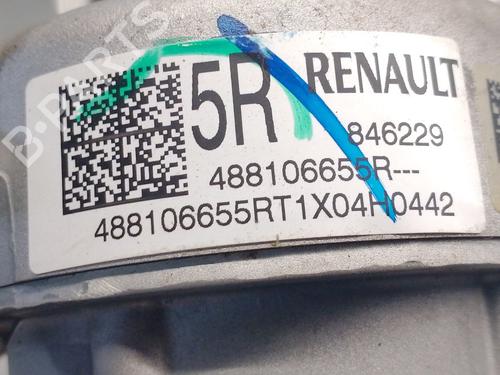 5R RENAULT
846229
488106655R---
488106655RT1X04H0442
B-PARTS